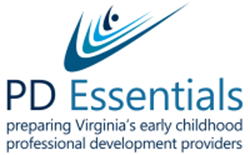 PD Essentials
preparing Virginia's early childhood
professional development providers